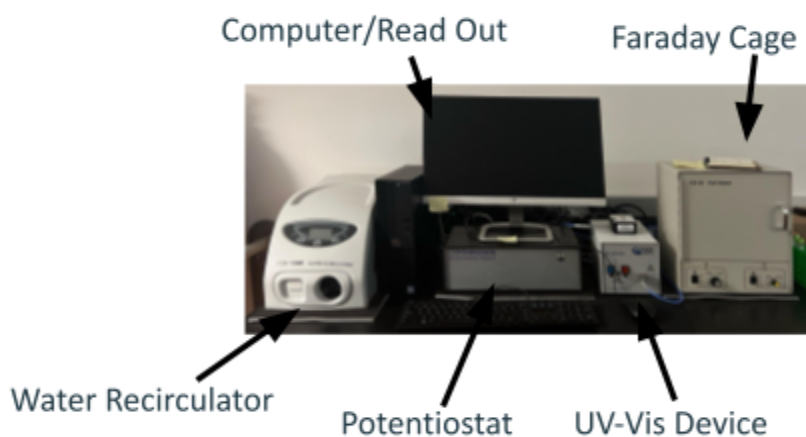 Computer/Read Out
Faraday Cage
Water Recirculator
Potentiostat
UV-Vis Device